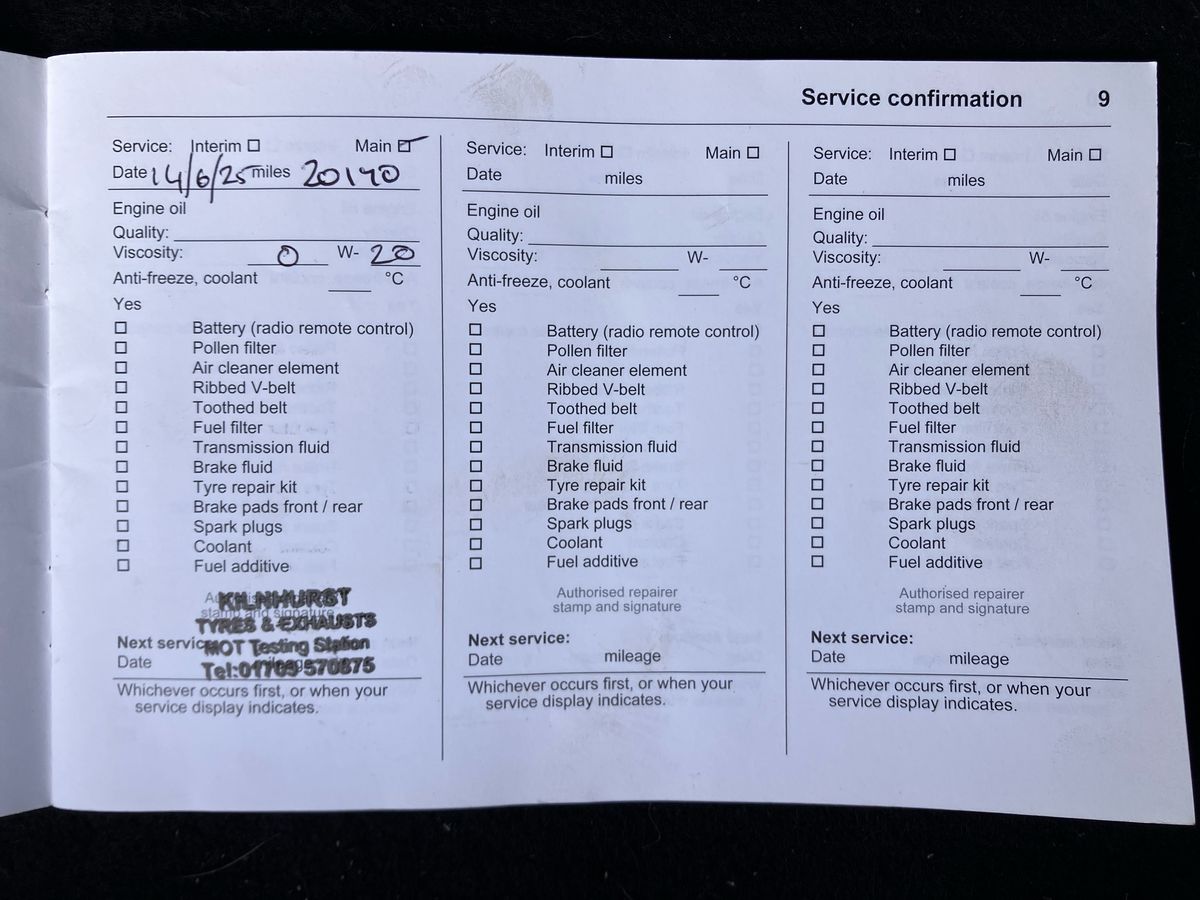 Service confirmation 9
Service: Interim ☐ Main ☑
Date 14/6/25 miles 20140
Engine oil
Quality:
Viscosity: 0 W- 20
Anti-freeze, coolant °C
Yes
☐ Battery (radio remote control)
☐ Pollen filter
☐ Air cleaner element
☐ Ribbed V-belt
☐ Toothed belt
☐ Fuel filter
☐ Transmission fluid
☐ Brake fluid
☐ Tyre repair kit
☐ Brake pads front / rear
☐ Spark plugs
☐ Coolant
☐ Fuel additive
stamp and signature
KILNHURST
TYRES & EXHAUSTS
MOT Testing Station
Tel:01709 570875
Next service
Date mileage
Whichever occurs first, or when your
service display indicates.
Service: Interim ☐ Main ☐
Date miles
Engine oil
Quality:
Viscosity: W-
Anti-freeze, coolant °C
Yes
☐ Battery (radio remote control)
☐ Pollen filter
☐ Air cleaner element
☐ Ribbed V-belt
☐ Toothed belt
☐ Fuel filter
☐ Transmission fluid
☐ Brake fluid
☐ Tyre repair kit
☐ Brake pads front / rear
☐ Spark plugs
☐ Coolant
☐ Fuel additive
Authorised repairer
stamp and signature
Next service:
Date mileage
Whichever occurs first, or when your
service display indicates.
Service: Interim ☐ Main ☐
Date miles
Engine oil
Quality:
Viscosity: W-
Anti-freeze, coolant °C
Yes
☐ Battery (radio remote control)
☐ Pollen filter
☐ Air cleaner element
☐ Ribbed V-belt
☐ Toothed belt
☐ Fuel filter
☐ Transmission fluid
☐ Brake fluid
☐ Tyre repair kit
☐ Brake pads front / rear
☐ Spark plugs
☐ Coolant
☐ Fuel additive
Authorised repairer
stamp and signature
Next service:
Date mileage
Whichever occurs first, or when your
service display indicates.